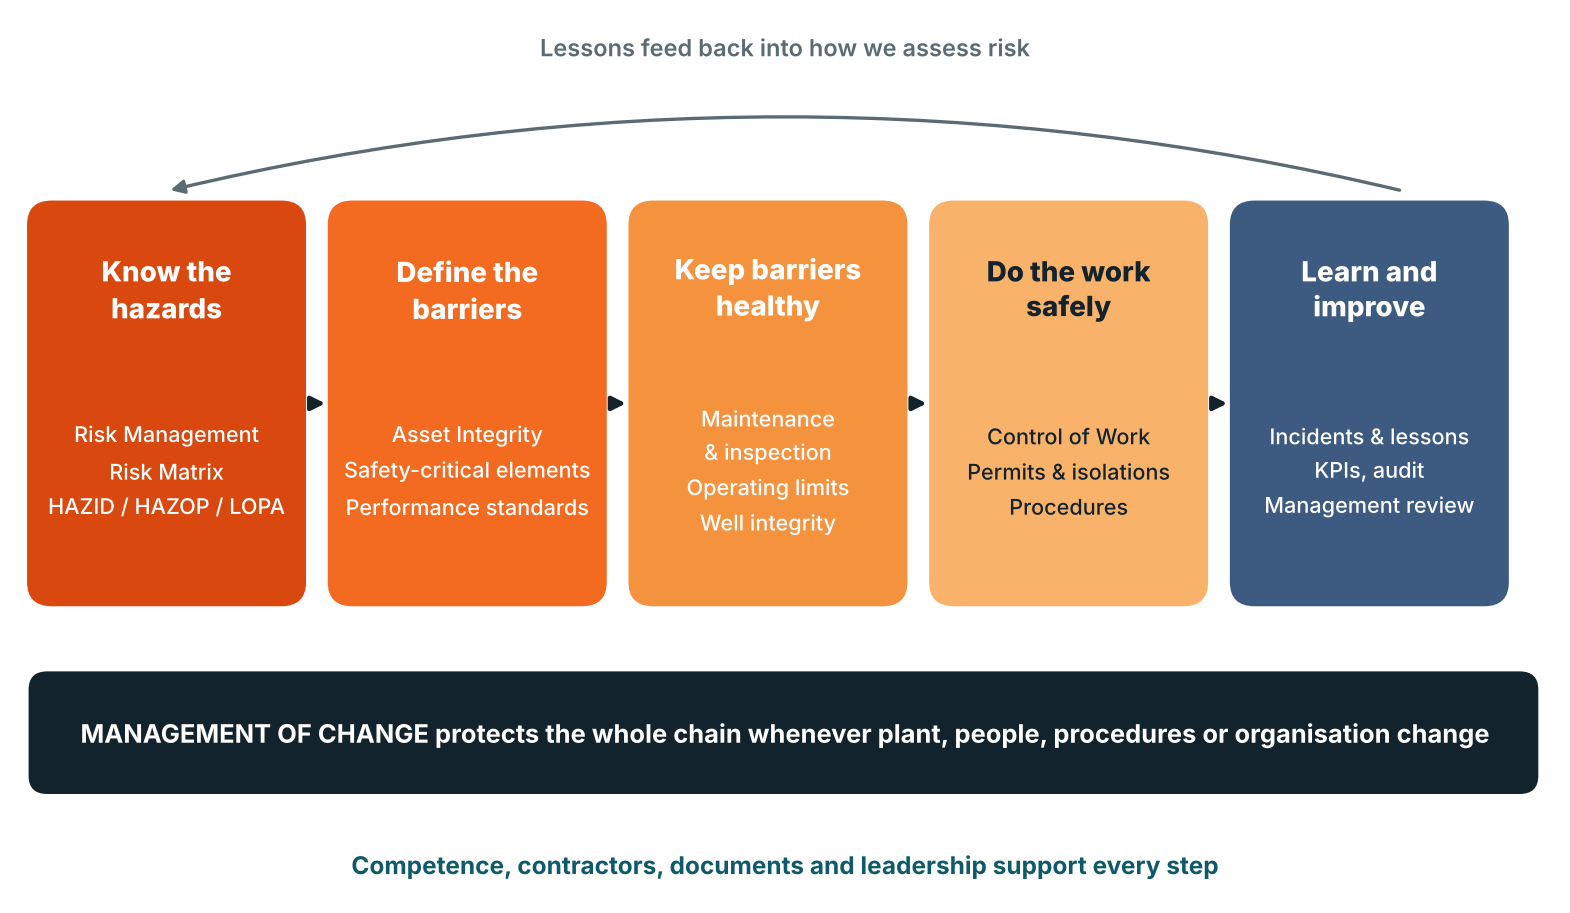 Lessons feed back into how we assess risk
Know the
hazards
Risk Management
Risk Matrix
HAZID / HAZOP / LOPA
Define the
barriers
Asset Integrity
Safety-critical elements
Performance standards
Keep barriers
healthy
Maintenance
& inspection
Operating limits
Well integrity
Do the work
safely
Control of Work
Permits & isolations
Procedures
Learn and
improve
Incidents & lessons
KPIs, audit
Management review
MANAGEMENT OF CHANGE protects the whole chain whenever plant, people, procedures or organisation change
Competence, contractors, documents and leadership support every step